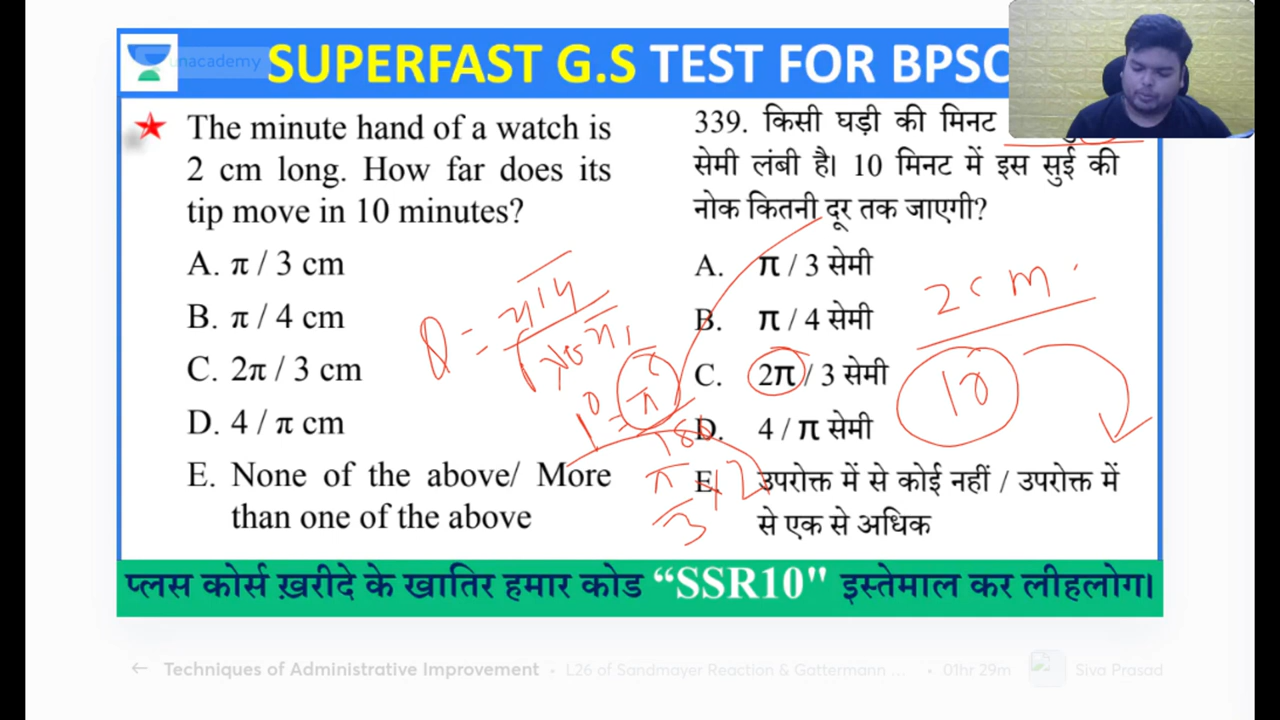 unacademy
SUPERFAST G.S TEST FOR BPSC
The minute hand of a watch is
2 cm long. How far does its
tip move in 10 minutes?
A. π / 3 cm
B. π / 4 cm
C. 2π / 3 cm
D. 4 / π cm
E. None of the above/ More
than one of the above
339. किसी घड़ी की मिनट
सेमी लंबी है। 10 मिनट में इस सुई की
नोक कितनी दूर तक जाएगी?
A. π / 3 सेमी
B. π / 4 सेमी
C. 2π / 3 सेमी
D. 4 / π सेमी
E. उपरोक्त में से कोई नहीं / उपरोक्त में
से एक से अधिक
2 cm
10
π/3 × 2
प्लस कोर्स ख़रीदे के खातिर हमार कोड “SSR10" इस्तेमाल कर लीहलोग।
Techniques of Administrative Improvement • L26 of Sandmayer Reaction & Gattermann ... • 01hr 29m Siva Prasad